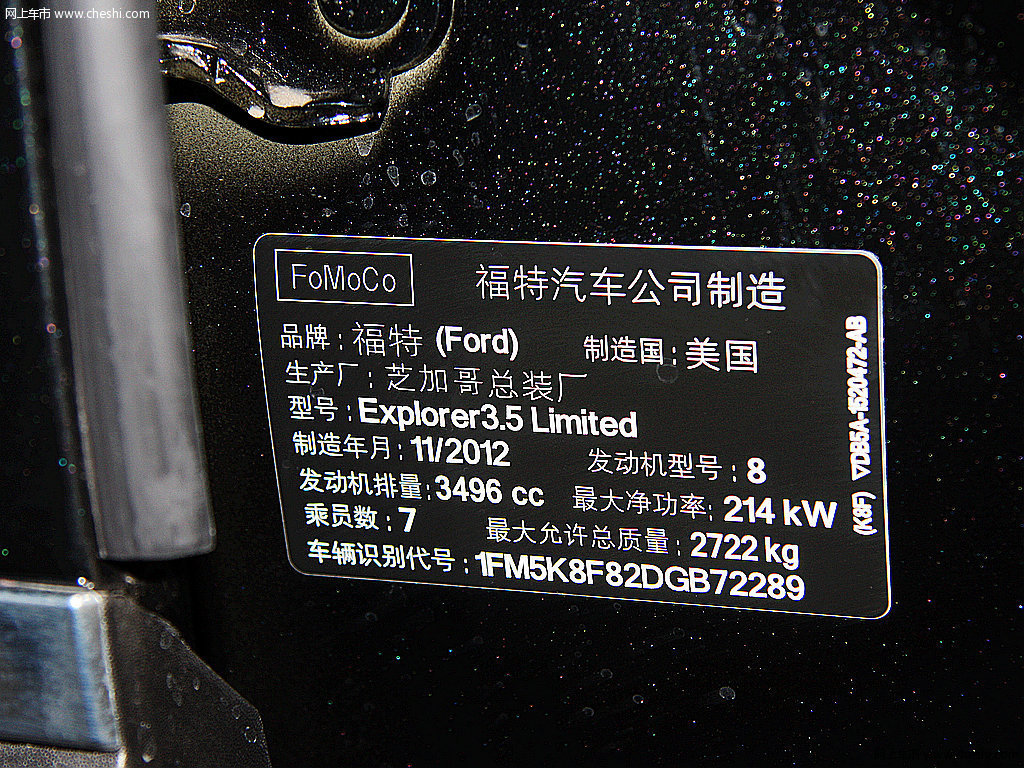 网上车市 www.cheshi.com
FoMoCo 福特汽车公司制造
品牌：福特 (Ford) 制造国：美国
生产厂：芝加哥总装厂
型号：Explorer3.5 Limited
制造年月：11/2012 发动机型号：8
发动机排量：3496 cc 最大净功率：214 kW
乘员数：7 最大允许总质量：2722 kg
车辆识别代号：1FM5K8F82DGB72289
(K8F) VDB5A-1520472-AB